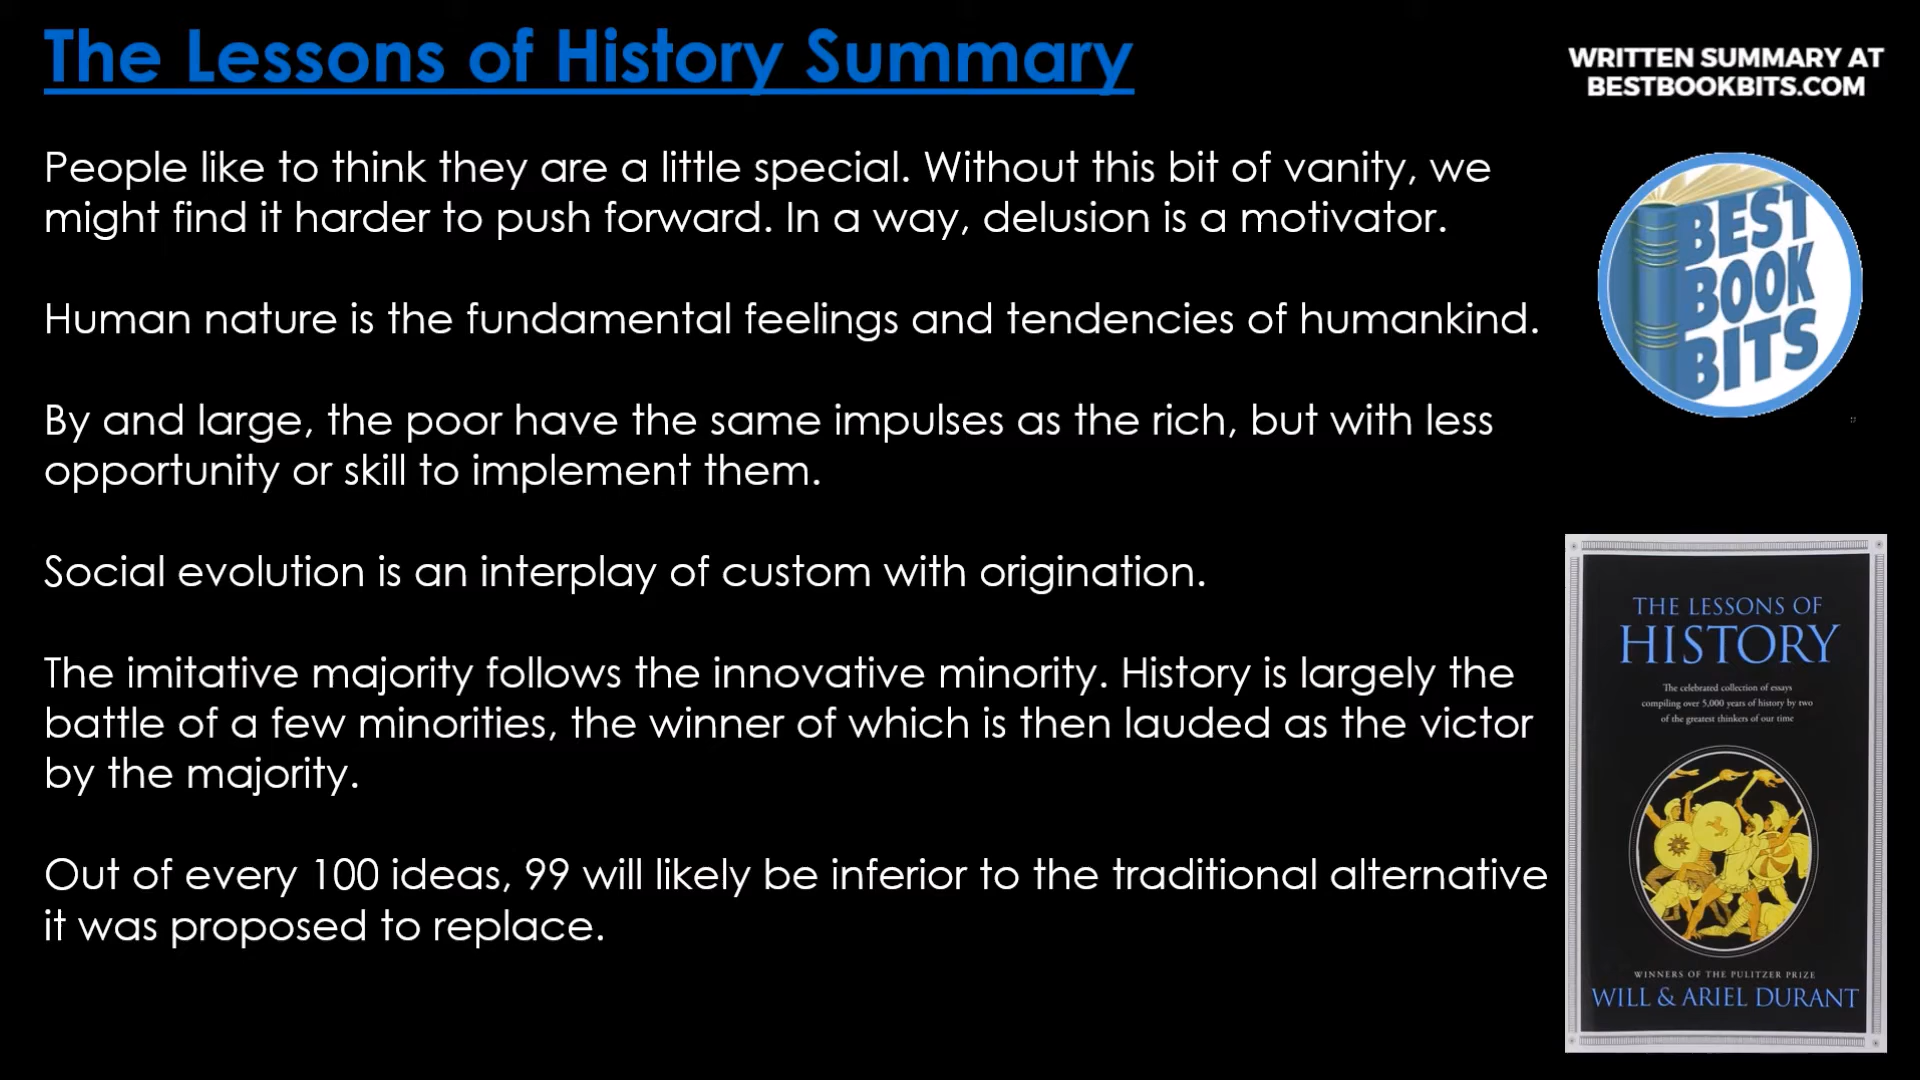 The Lessons of History Summary
WRITTEN SUMMARY AT
BESTBOOKBITS.COM
People like to think they are a little special. Without this bit of vanity, we
might find it harder to push forward. In a way, delusion is a motivator.
Human nature is the fundamental feelings and tendencies of humankind.
By and large, the poor have the same impulses as the rich, but with less
opportunity or skill to implement them.
Social evolution is an interplay of custom with origination.
The imitative majority follows the innovative minority. History is largely the
battle of a few minorities, the winner of which is then lauded as the victor
by the majority.
Out of every 100 ideas, 99 will likely be inferior to the traditional alternative
it was proposed to replace.
BEST
BOOK
BITS
THE LESSONS OF
HISTORY
The celebrated collection of essays
compiling over 5,000 years of history by two
of the greatest thinkers of our time
WINNERS OF THE PULITZER PRIZE
WILL & ARIEL DURANT